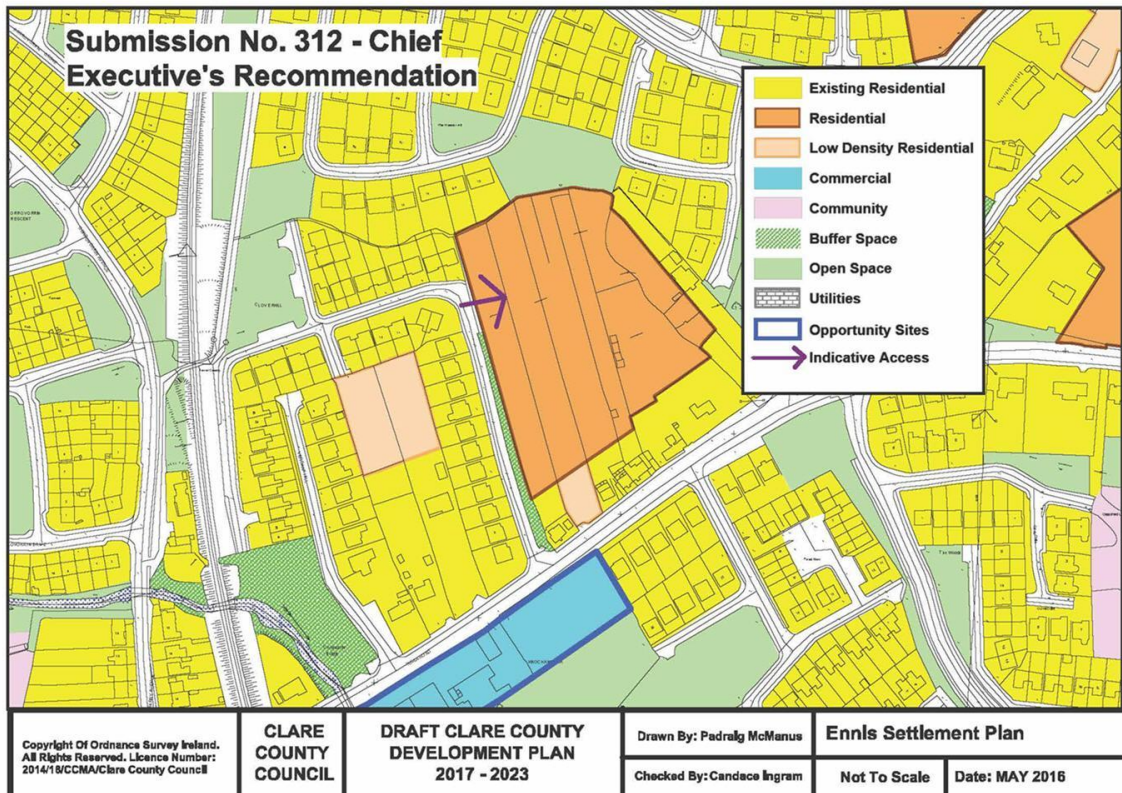 Submission No. 312 - Chief
Executive's Recommendation
Existing Residential
Residential
Low Density Residential
Commercial
Community
Buffer Space
Open Space
Utilities
Opportunity Sites
Indicative Access
Copyright Of Ordnance Survey Ireland.
All Rights Reserved. Licence Number:
2014/18/CCMA/Clare County Council
CLARE
COUNTY
COUNCIL
DRAFT CLARE COUNTY
DEVELOPMENT PLAN
2017 - 2023
Drawn By: Padraig McManus
Checked By: Candace Ingram
Ennis Settlement Plan
Not To Scale
Date: MAY 2016